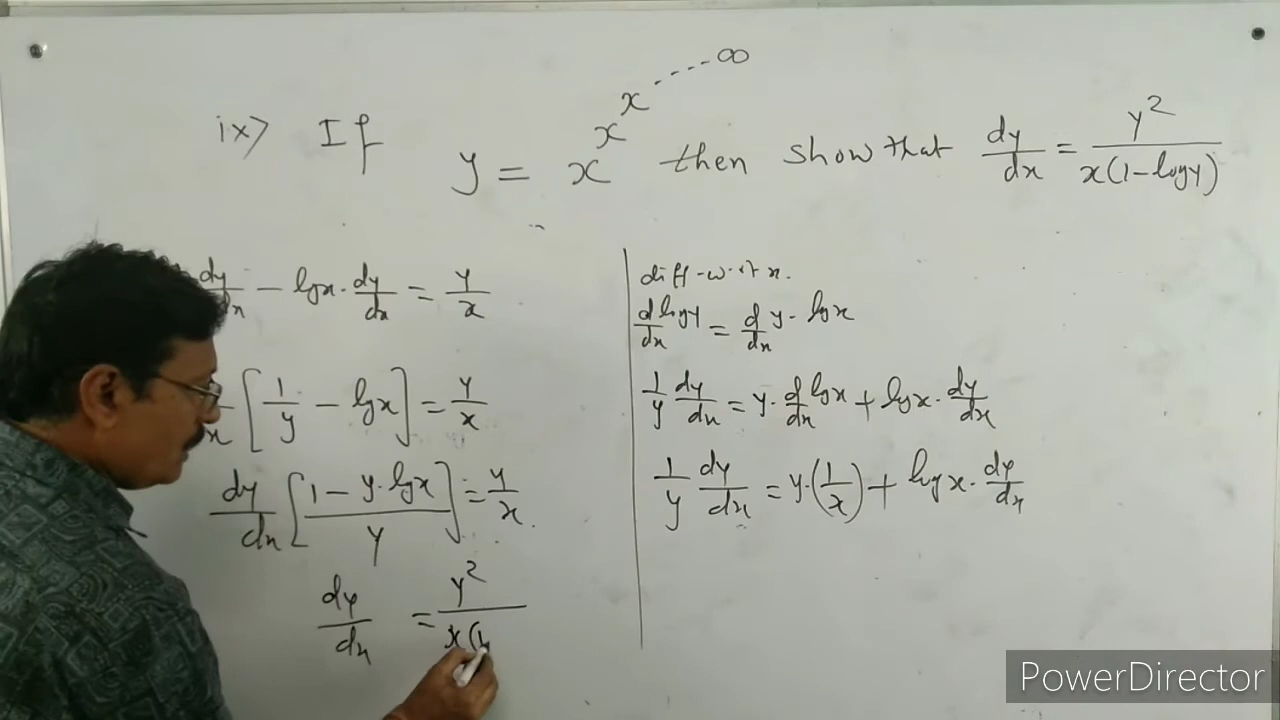 ix> If y = x^x^x^----∞ then show that dy/dx = y²/x(1-logy)
dy/dx - logx·dy/dx = y/x
[1/y - logx] = y/x
dy/dx [1 - y·logx/y] = y/x
dy/dx = y²/x(1
diff·w·r·t x.
d/dx logy = d/dx y·logx
1/y dy/dx = y·d/dx logx + logx·dy/dx
1/y dy/dx = y·(1/x) + logx·dy/dx
PowerDirector